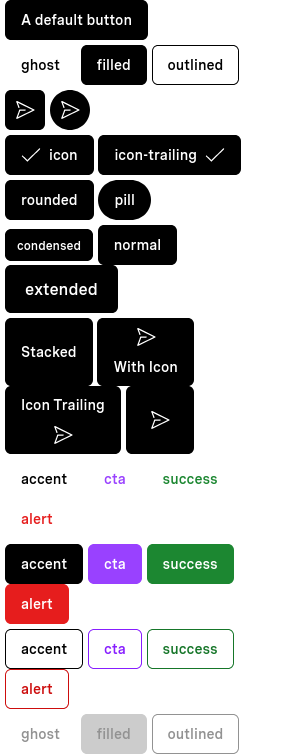 A default button
ghost filled outlined
icon icon-trailing
rounded pill
condensed normal
extended
Stacked With Icon
Icon Trailing
accent cta success
alert
accent cta success
alert
accent cta success
alert
ghost filled outlined